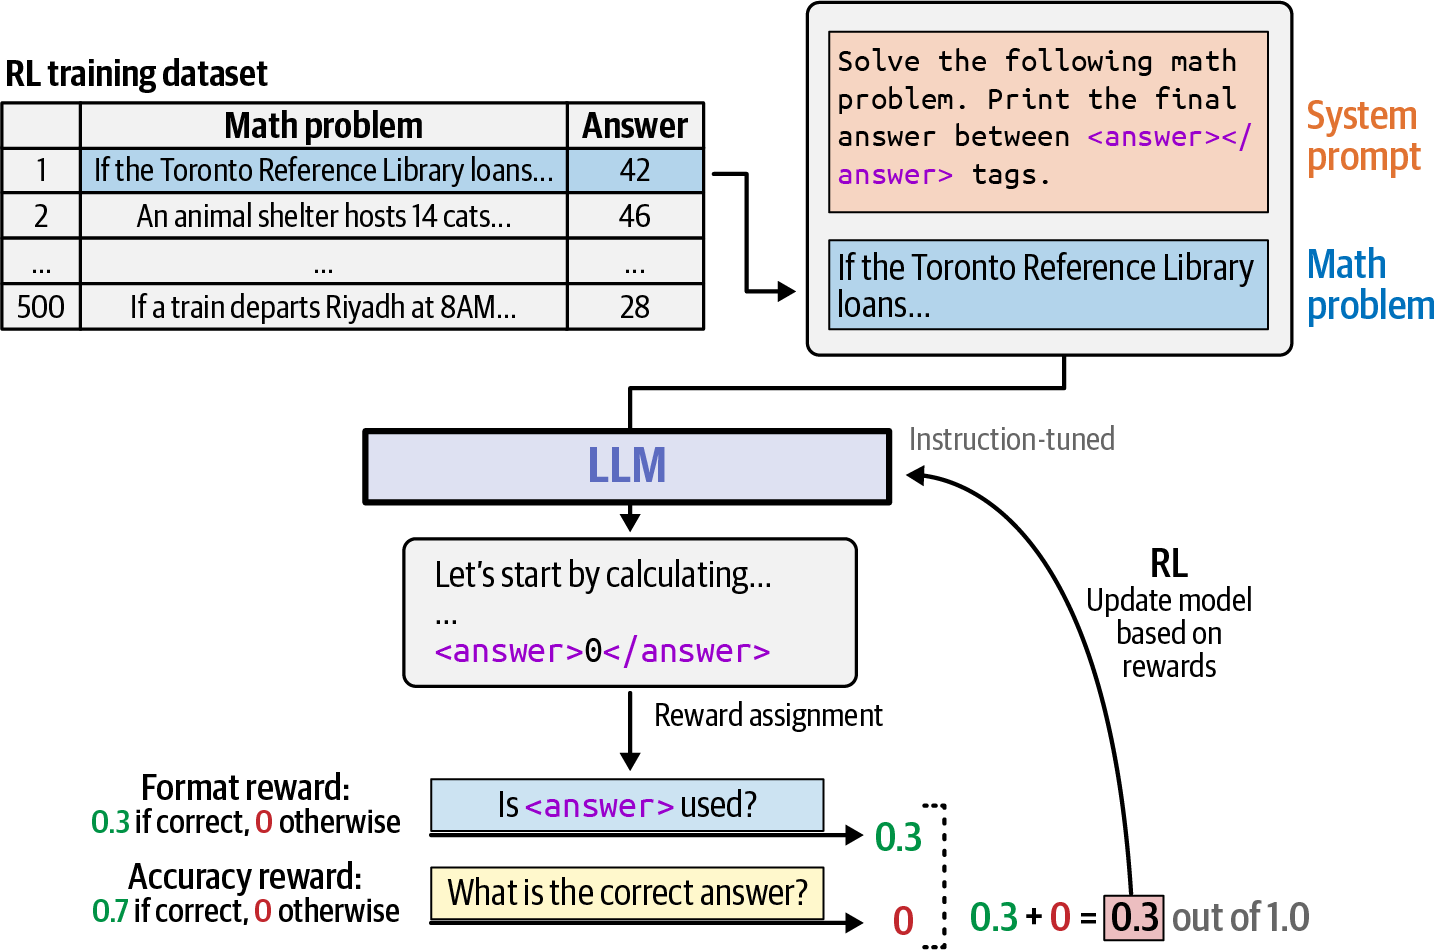 RL training dataset
Math problem Answer
1 If the Toronto Reference Library loans... 42
2 An animal shelter hosts 14 cats... 46
... ... ...
500 If a train departs Riyadh at 8AM... 28
Solve the following math
problem. Print the final
answer between <answer></
answer> tags.
System
prompt
If the Toronto Reference Library
loans...
Math
problem
LLM
Instruction-tuned
Let's start by calculating...
...
<answer>0</answer>
RL
Update model
based on
rewards
Reward assignment
Format reward:
0.3 if correct, 0 otherwise
Is <answer> used?
0.3
Accuracy reward:
0.7 if correct, 0 otherwise
What is the correct answer?
0
0.3 + 0 = 0.3 out of 1.0